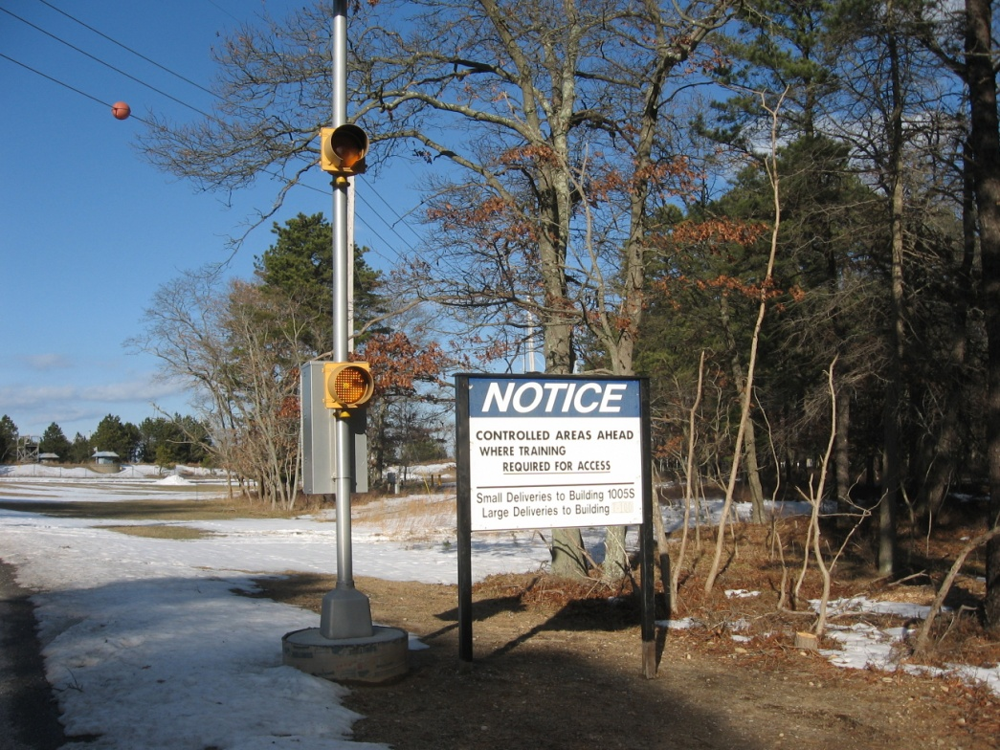 NOTICE
CONTROLLED AREAS AHEAD
WHERE TRAINING
REQUIRED FOR ACCESS
Small Deliveries to Building 1005S
Large Deliveries to Building